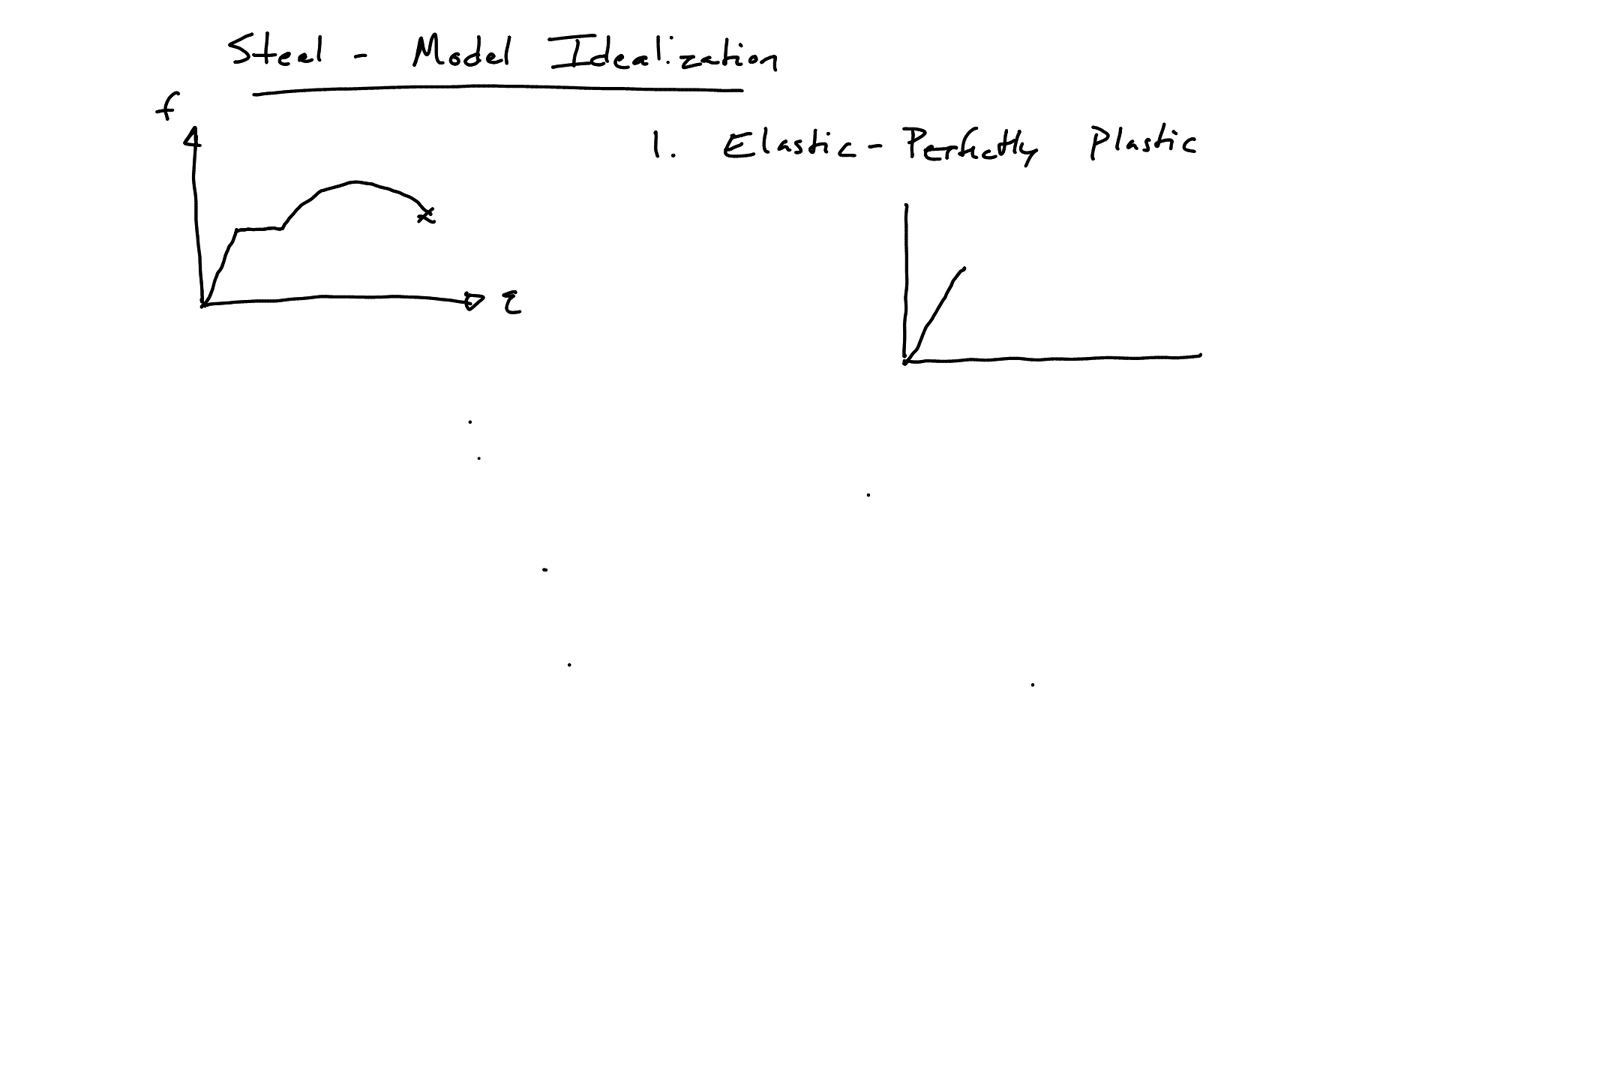 Steel - Model Idealization
f
1. Elastic - Perfectly Plastic
ε